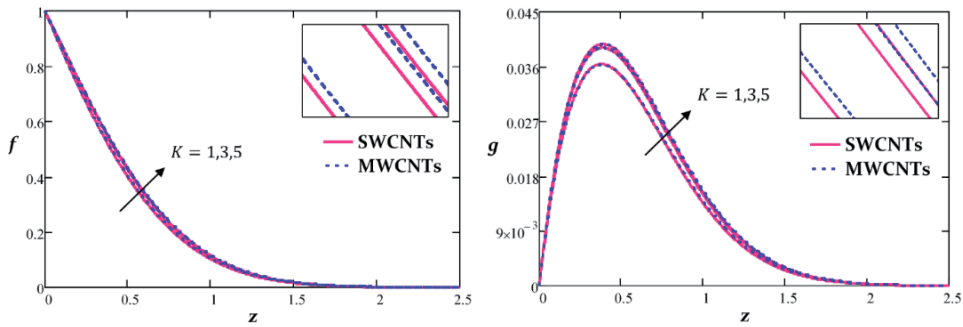 1
0.8
0.6
0.4
0.2
0
f
K = 1,3,5
SWCNTs
MWCNTs
0 0.5 1 1.5 2 2.5
z
0.045
0.036
0.027
0.018
9×10⁻³
0
g
K = 1,3,5
SWCNTs
MWCNTs
0 0.5 1 1.5 2 2.5
z